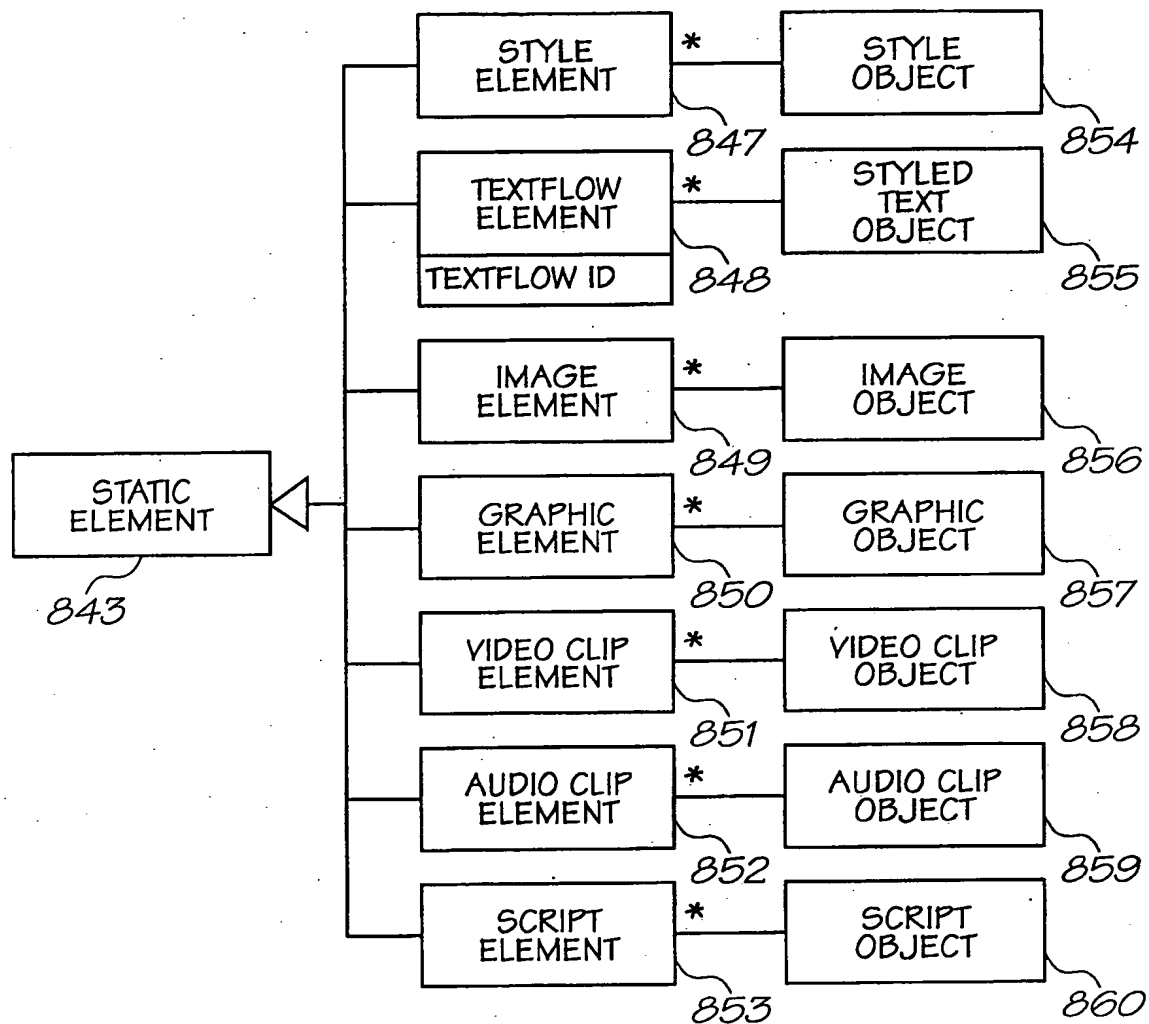 STYLE
ELEMENT
*
STYLE
OBJECT
847
854
TEXTFLOW
ELEMENT
*
STYLED
TEXT
OBJECT
848
855
TEXTFLOW ID
IMAGE
ELEMENT
*
IMAGE
OBJECT
849
856
STATIC
ELEMENT
843
GRAPHIC
ELEMENT
*
GRAPHIC
OBJECT
850
857
VIDEO CLIP
ELEMENT
*
VIDEO CLIP
OBJECT
851
858
AUDIO CLIP
ELEMENT
*
AUDIO CLIP
OBJECT
852
859
SCRIPT
ELEMENT
*
SCRIPT
OBJECT
853
860